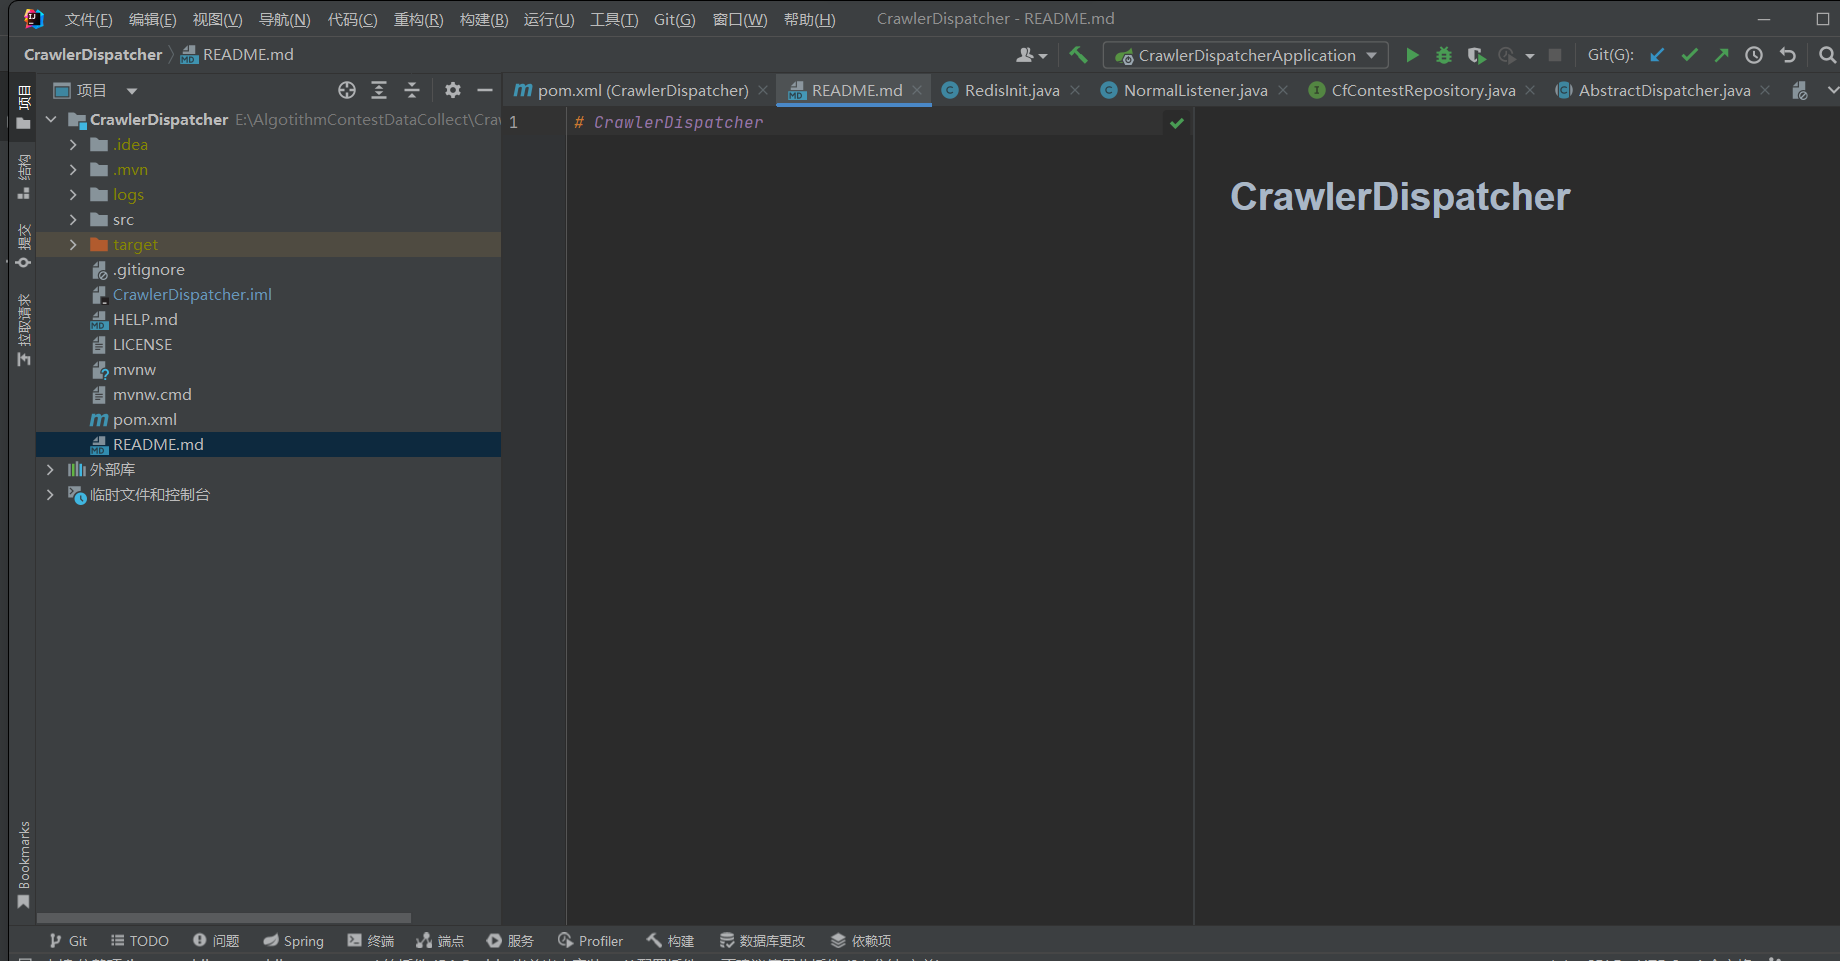 文件(F) 编辑(E) 视图(V) 导航(N) 代码(C) 重构(R) 构建(B) 运行(U) 工具(T) Git(G) 窗口(W) 帮助(H) CrawlerDispatcher - README.md
CrawlerDispatcher README.md CrawlerDispatcherApplication Git(G):
项目
结构
提交
拉取请求
Bookmarks
项目
pom.xml (CrawlerDispatcher) README.md RedisInit.java NormalListener.java CfContestRepository.java AbstractDispatcher.java
CrawlerDispatcher E:\AlgotithmContestDataCollect\Craw
.idea
.mvn
logs
src
target
.gitignore
CrawlerDispatcher.iml
HELP.md
LICENSE
mvnw
mvnw.cmd
pom.xml
README.md
外部库
临时文件和控制台
1 # CrawlerDispatcher
CrawlerDispatcher
Git TODO 问题 Spring 终端 端点 服务 Profiler 构建 数据库更改 依赖项